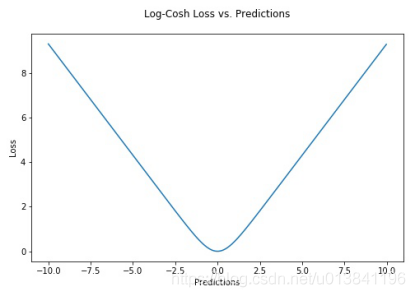 Log-Cosh Loss vs. Predictions
8
6
4
2
0
Loss
−10.0 −7.5 −5.0 −2.5 0.0 2.5 5.0 7.5 10.0
Predictions
https://blog.csdn.net/u013841196